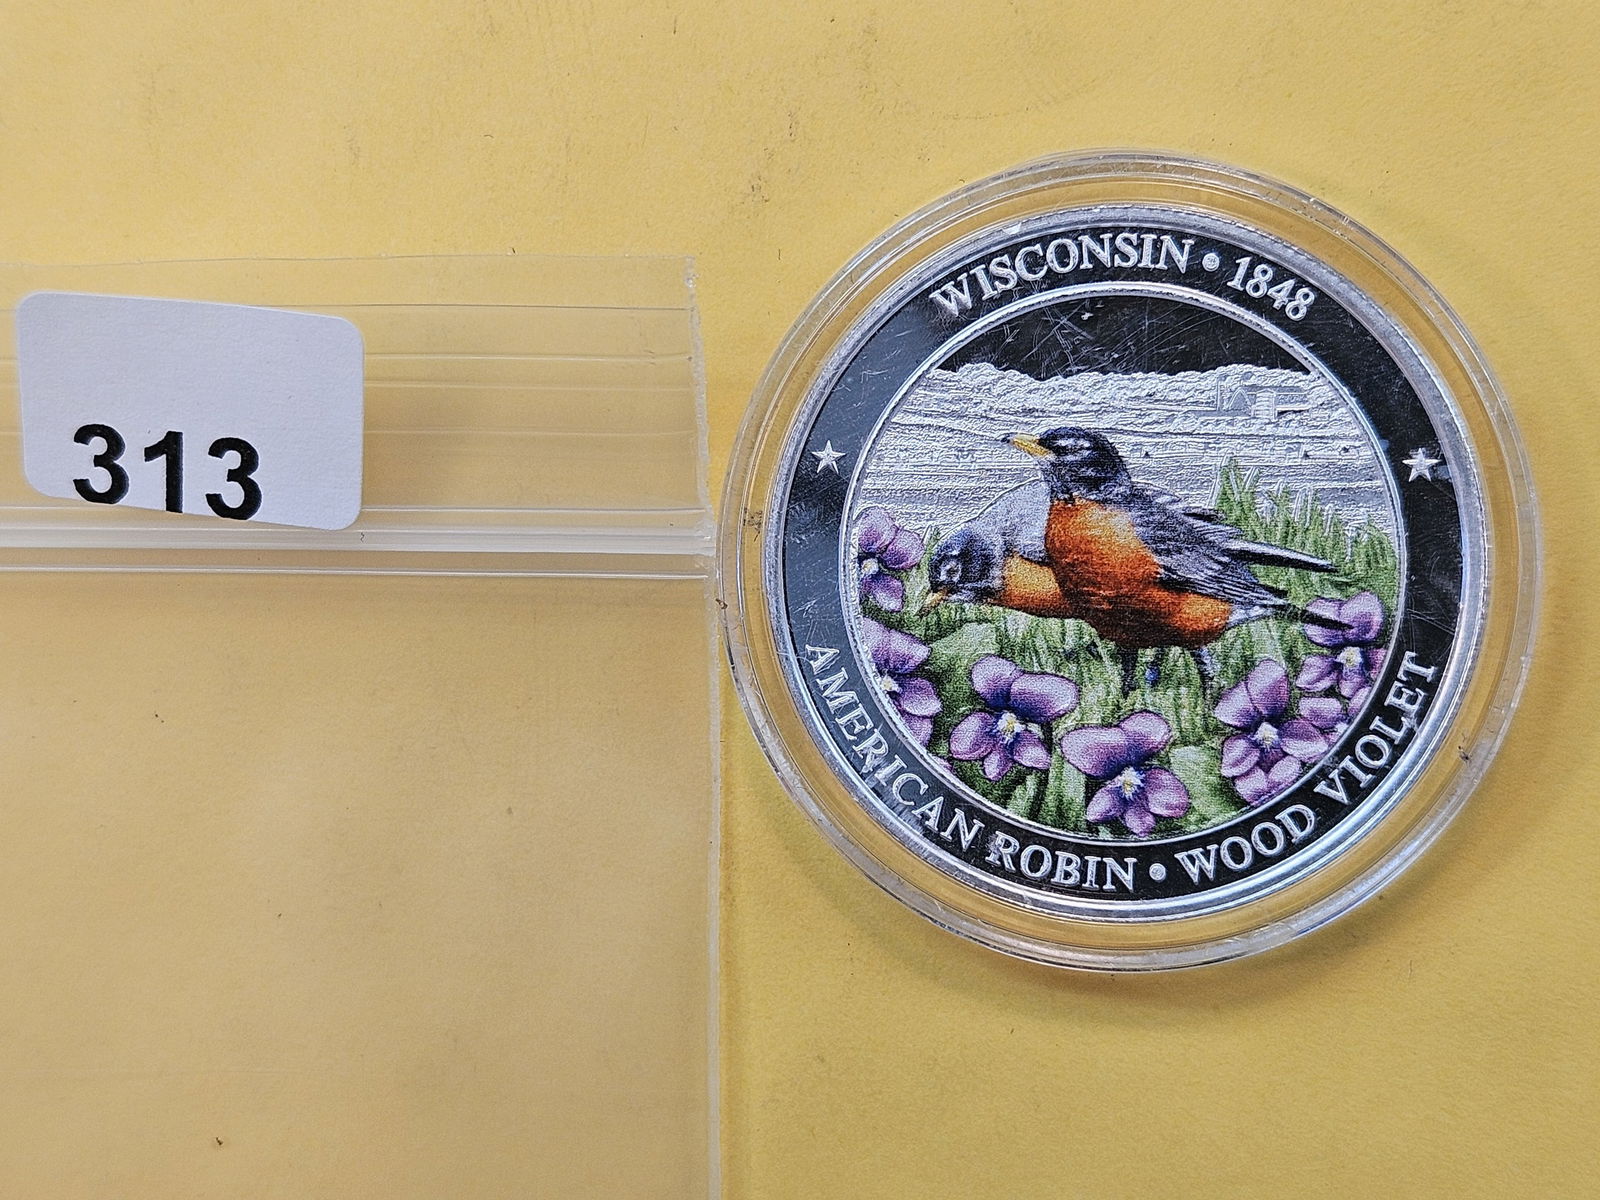 313
WISCONSIN • 1848
AMERICAN ROBIN • WOOD VIOLET